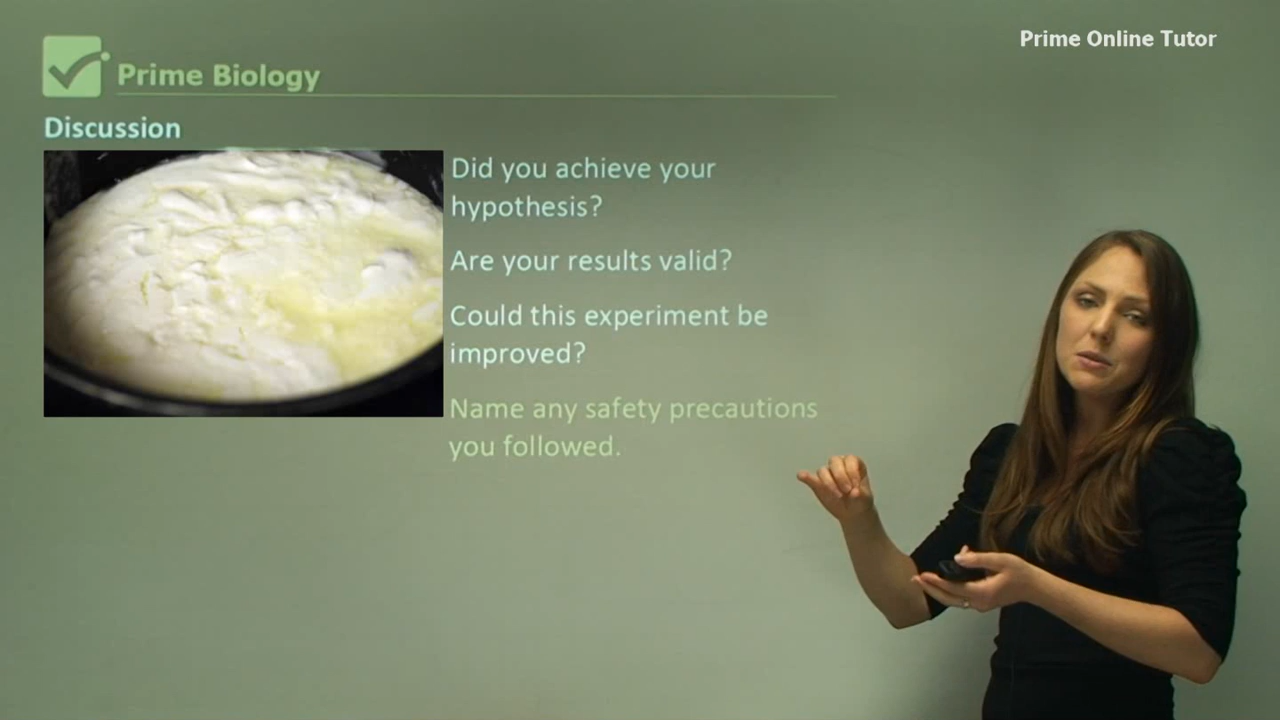 Prime Online Tutor
Prime Biology
Discussion
Did you achieve your
hypothesis?
Are your results valid?
Could this experiment be
improved?
Name any safety precautions
you followed.